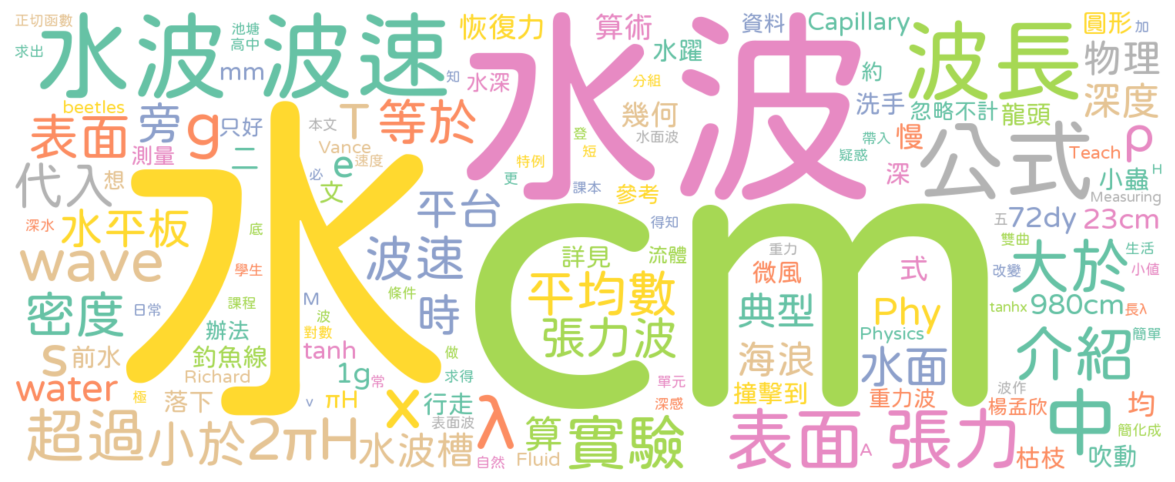 正切函數
池塘
高中
求出
水波
波速
mm
知
恢復力
算術
資料
Capillary
圓形
加
水躍
水波
波長
物理
水深
分組
約
深度
beetles
旁
g
只好
本文
T
等於
幾何
洗手
忽略不計
龍頭
表面
測量
二
Vance
速度
e
特例
登
短
水面波
疑惑
帶入
慢
公式
Teach
ρ
代入
想
必
文
更
課本
參考
深
小蟲
H
Measuring
水
平台
cm
得知
五
72dy
23cm
深水
水平板
底
wave
學生
波速
詳見
流體
重力
微風
式
雙曲
生活
改變
大於
小值
密度
日常
課程
M
波
對數
條件
時
平均數
典型
Phy
Physics
tanhx
980cm
長λ
張力波
簡單
辦法
s
前水
釣魚線
Richard
tanh
1g
常
做
求得
海浪
水面
介紹
water
極
落下
v
πH
x
行走
表面波
λ
單元
深感
撞擊到
重力波
波作
楊孟欣
中
均
簡化成
超過
小於
2πH
水波槽
算
自然
Fluid
實驗
表面
張力
A
枯枝
吹動